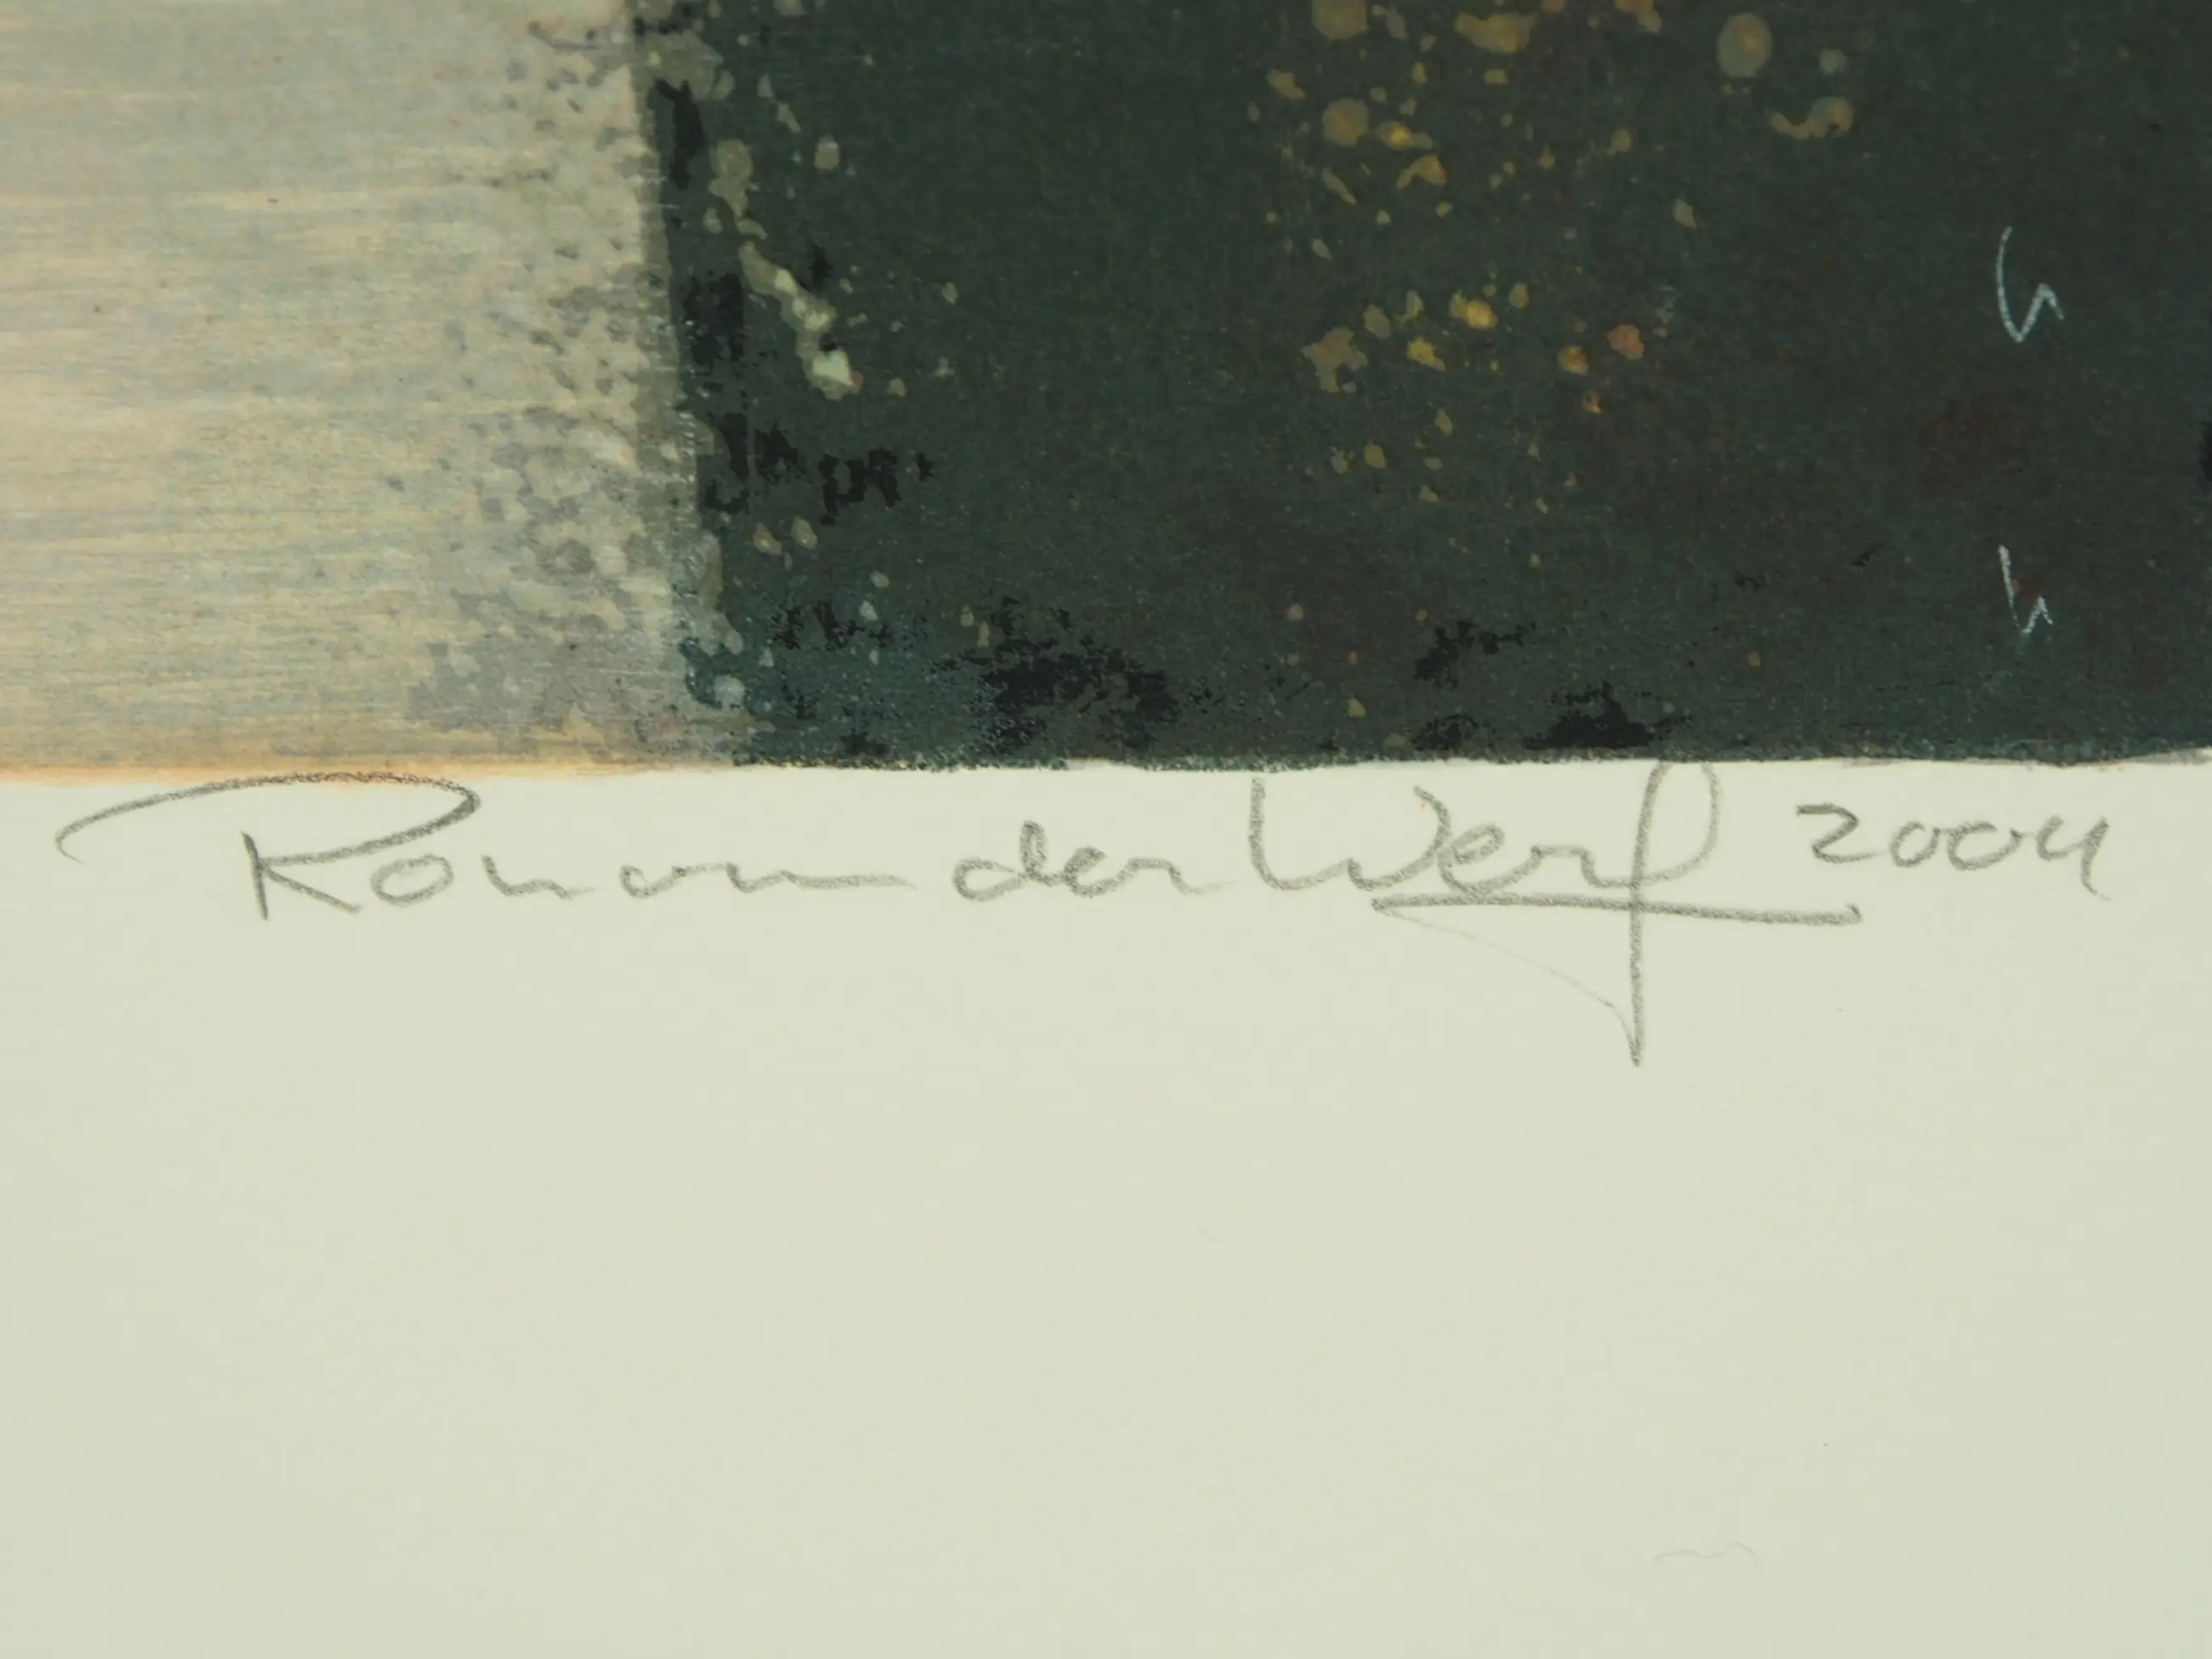 Ron van der Werf 2004